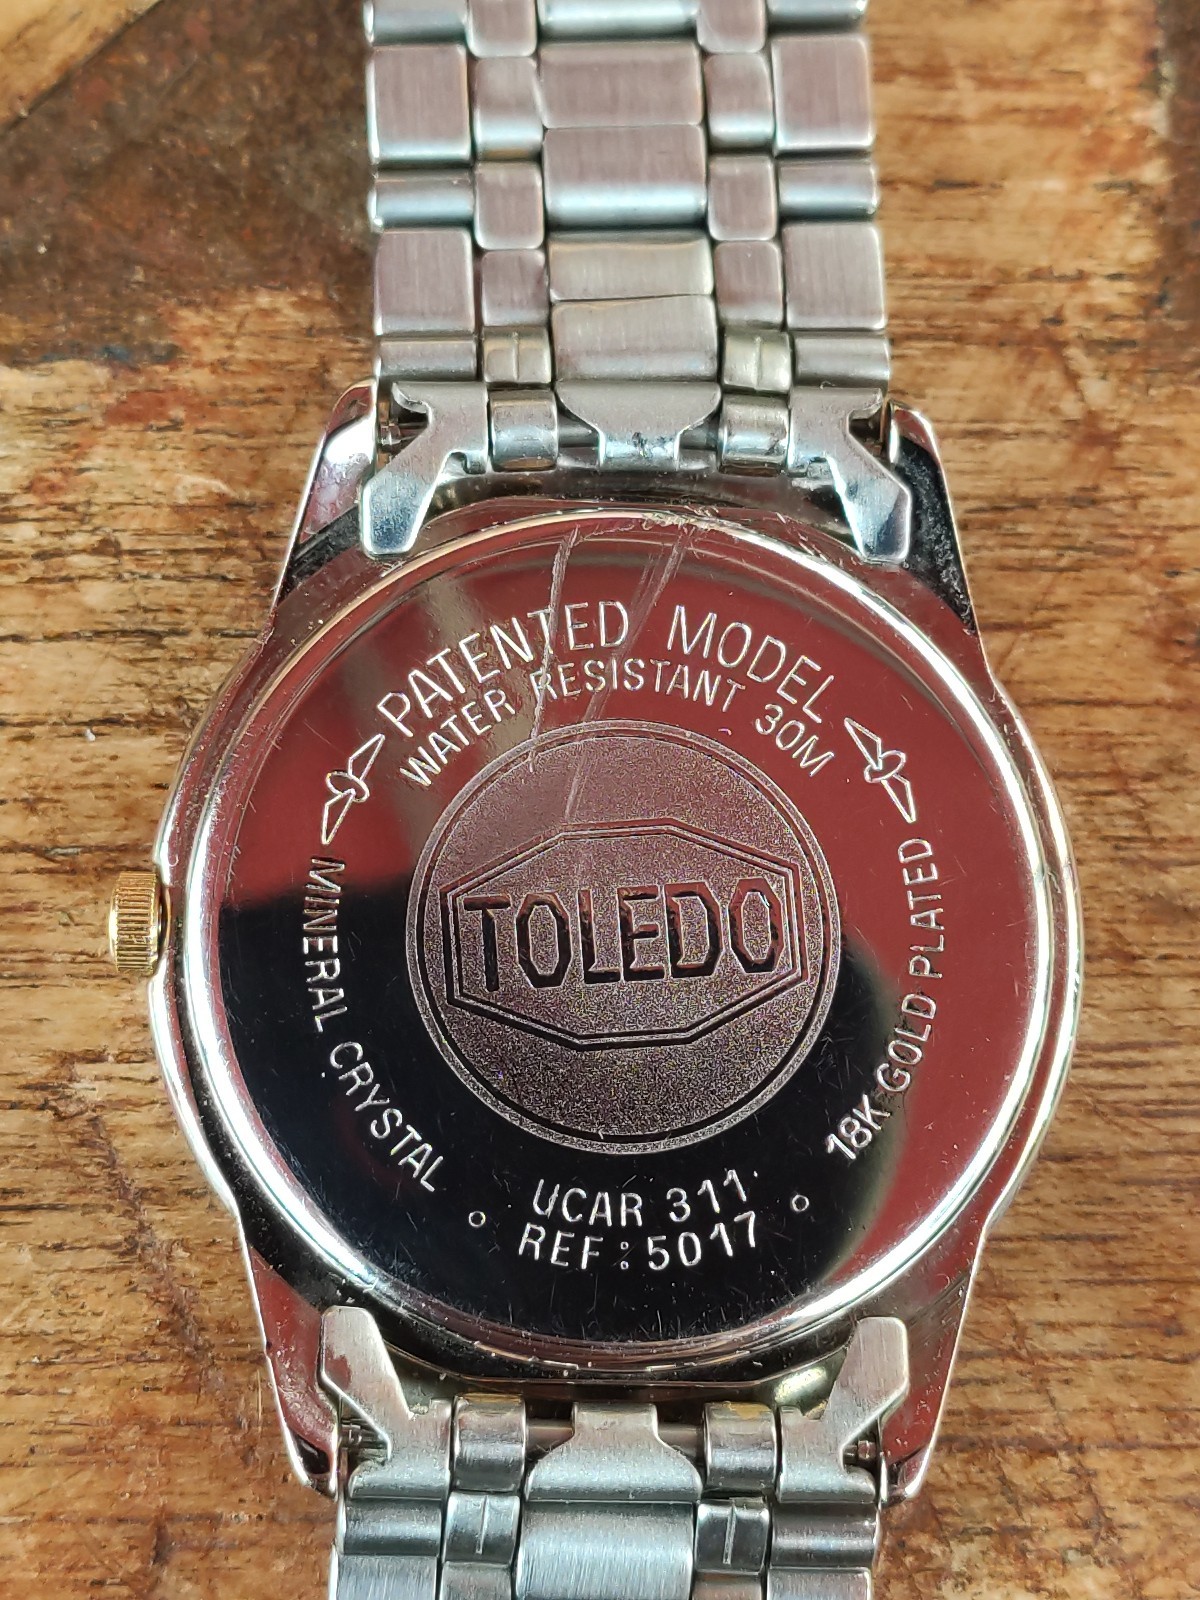 PATENTED MODEL
WATER RESISTANT 30M
MINERAL CRYSTAL
18K GOLD PLATED
TOLEDO
UCAR 311
REF:5017